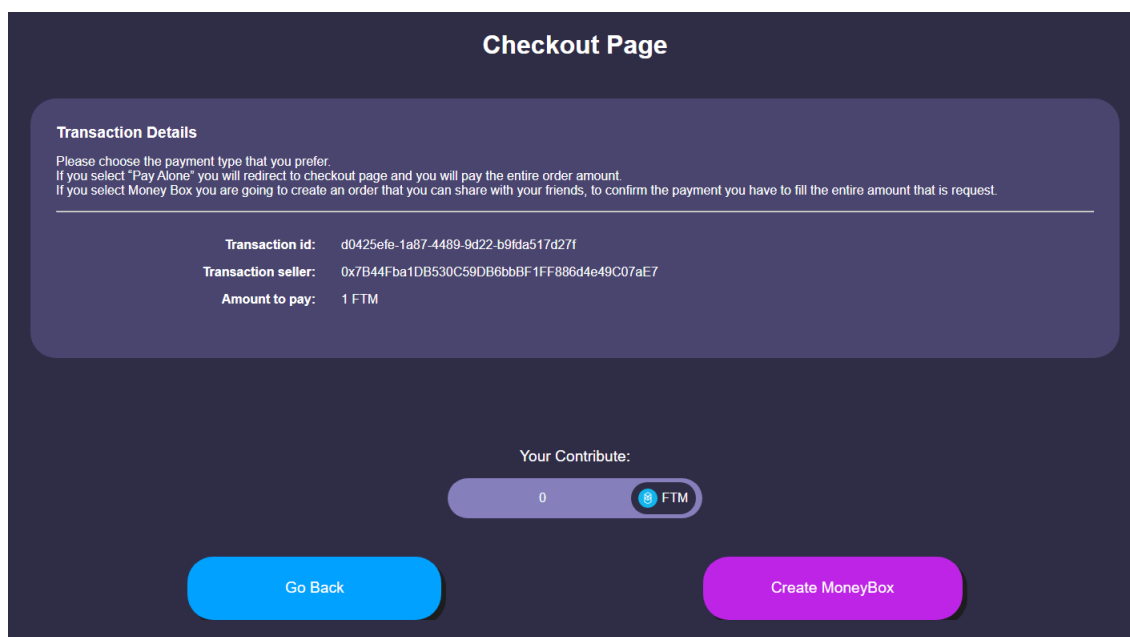 Checkout Page
Transaction Details
Please choose the payment type that you prefer.
If you select “Pay Alone” you will redirect to checkout page and you will pay the entire order amount.
If you select Money Box you are going to create an order that you can share with your friends, to confirm the payment you have to fill the entire amount that is request.
Transaction id: d0425efe-1a87-4489-9d22-b9fda517d27f
Transaction seller: 0x7B44Fba1DB530C59DB6bbBF1FF886d4e49C07aE7
Amount to pay: 1 FTM
Your Contribute:
0 FTM
Go Back Create MoneyBox